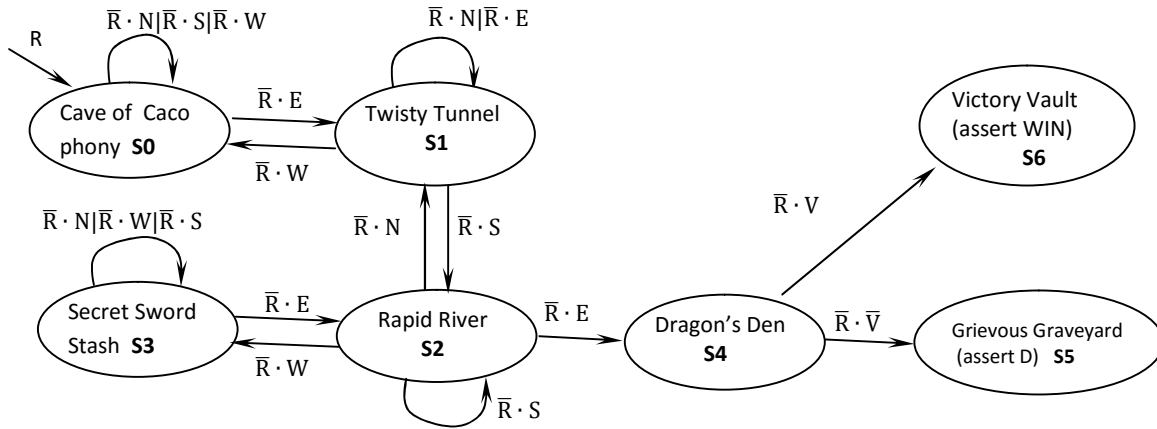 R̅ · N|R̅ · S|R̅ · W
R̅ · N|R̅ · E
R
Cave of Caco
phony S0
R̅ · E
R̅ · W
Twisty Tunnel
S1
Victory Vault
(assert WIN)
S6
R̅ · N
R̅ · S
R̅ · V
R̅ · N|R̅ · W|R̅ · S
Secret Sword
Stash S3
R̅ · E
R̅ · W
Rapid River
S2
R̅ · E
Dragon's Den
S4
R̅ · V̅
Grievous Graveyard
(assert D) S5
R̅ · S